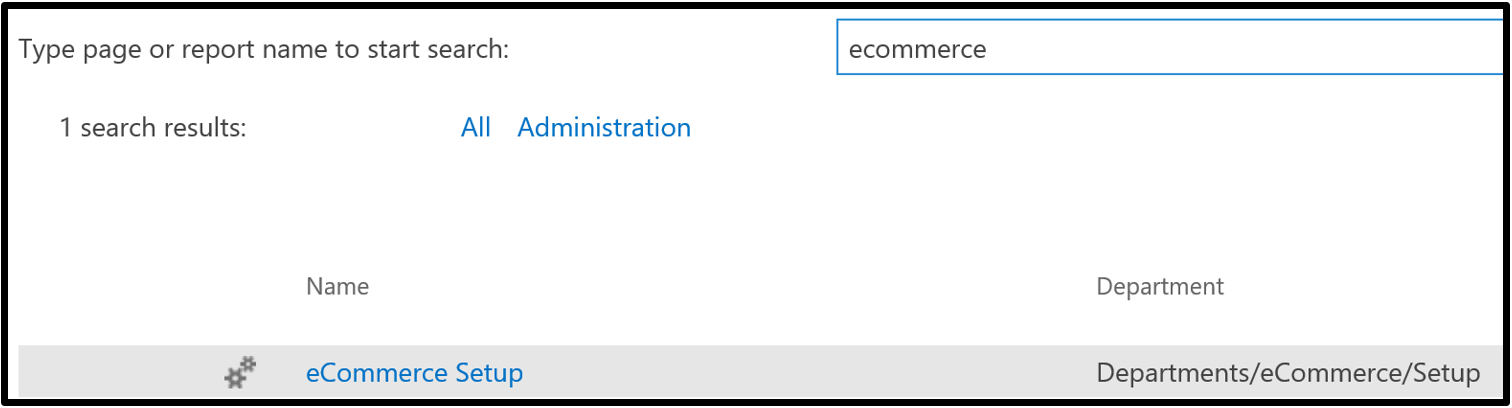 Type page or report name to start search: ecommerce
1 search results: All Administration
Name Department
eCommerce Setup Departments/eCommerce/Setup